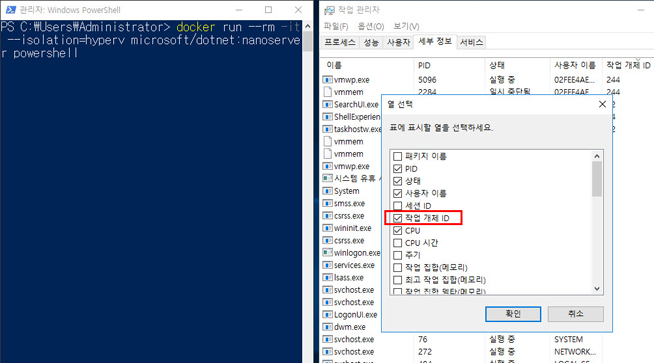 관리자: Windows PowerShell
PS C:\Users\Administrator> docker run --rm -it
 --isolation=hyperv microsoft/dotnet:nanoserve
r powershell
작업 관리자
파일(F) 옵션(O) 보기(V)
프로세스 성능 사용자 세부 정보 서비스
이름 PID 상태 사용자 이름 작업 개체 ID
vmwp.exe 5096 실행 중 02FEE4AE... 244
vmmem 2284 일시 중단됨 02FEE4AE... 244
SearchUI.exe
ShellExperien
taskhostw.ex
vmmem
vmmem
vmwp.exe
시스템 유휴 시
System
smss.exe
csrss.exe
wininit.exe
csrss.exe
winlogon.exe
services.exe
lsass.exe
svchost.exe
svchost.exe
LogonUI.exe
dwm.exe
svchost.exe 76 실행 중 SYSTEM
svchost.exe 272 실행 중 NETWORK...
열 선택
표에 표시할 열을 선택하세요.
패키지 이름
PID
상태
사용자 이름
세션 ID
작업 개체 ID
CPU
CPU 시간
주기
작업 집합(메모리)
최고 작업 집합(메모리)
작업 집합 델타(메모리)
확인 취소